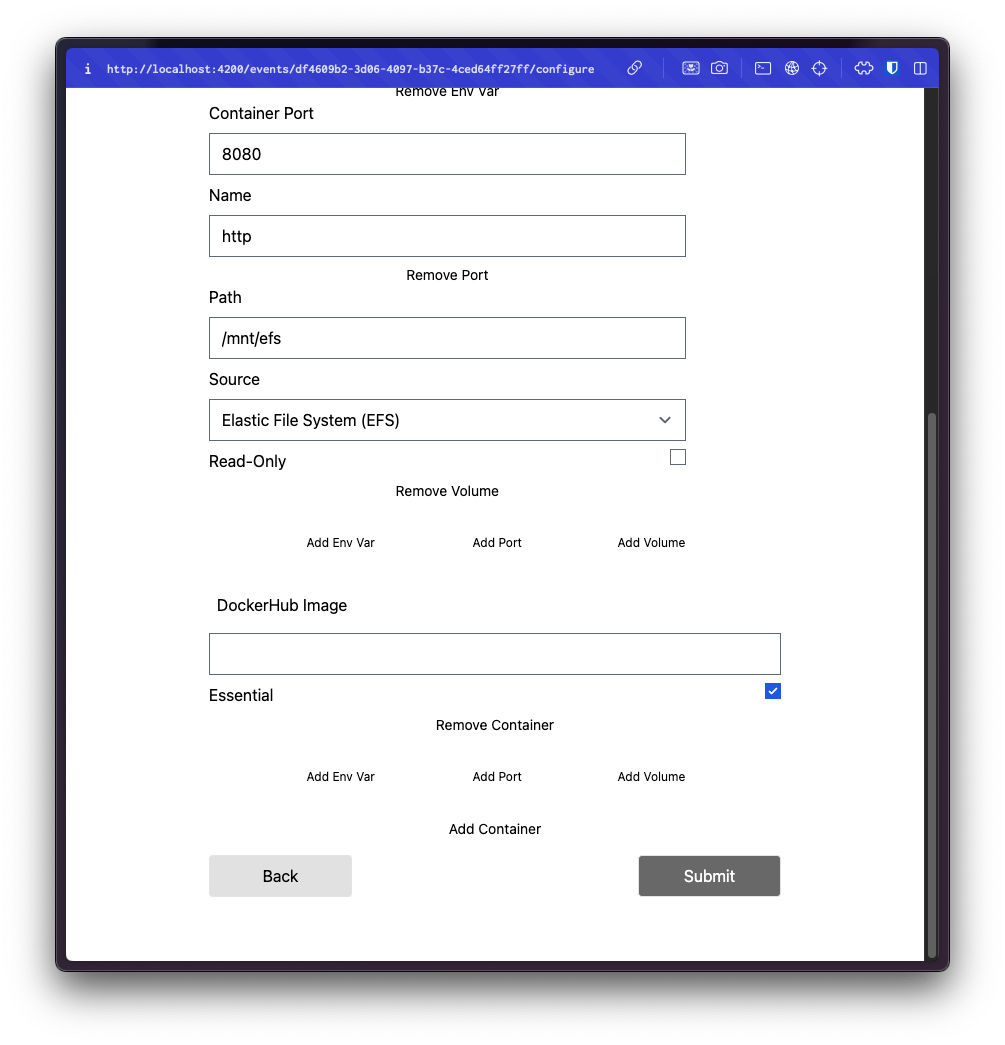 http://localhost:4200/events/df4609b2-3d06-4097-b37c-4ced64ff27ff/configure
Remove Env Var
Container Port
8080
Name
http
Remove Port
Path
/mnt/efs
Source
Elastic File System (EFS)
Read-Only
Remove Volume
Add Env Var Add Port Add Volume
DockerHub Image
Essential
Remove Container
Add Env Var Add Port Add Volume
Add Container
Back Submit